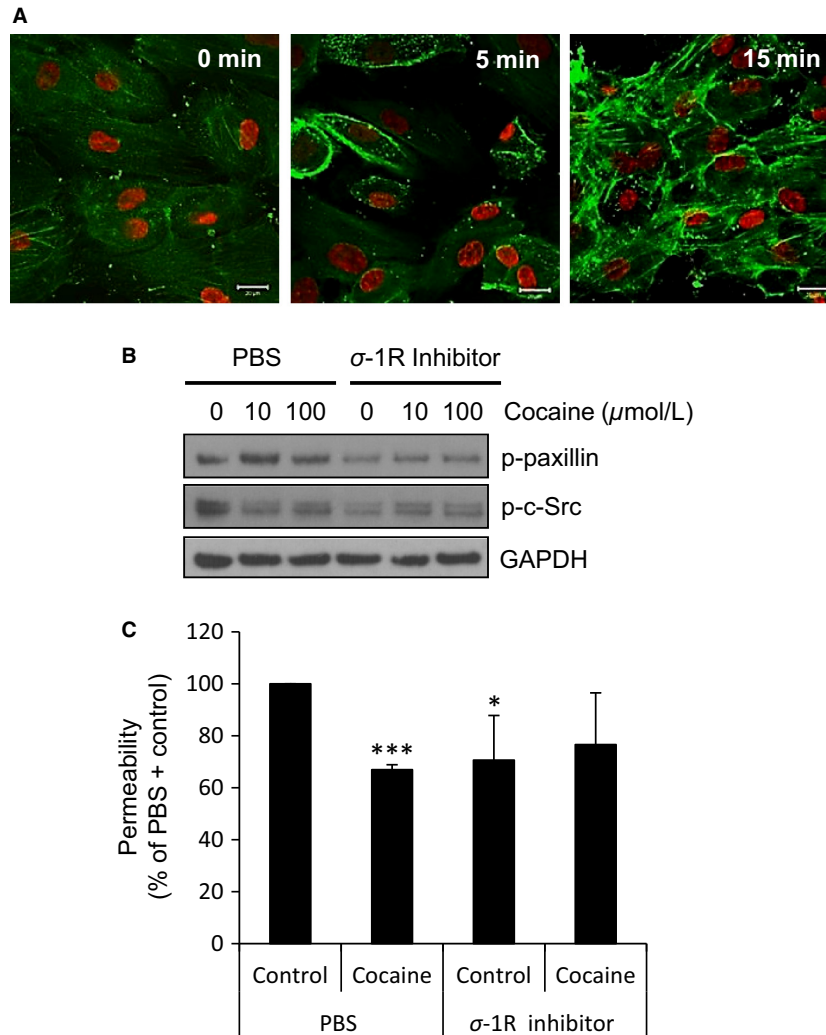 A
0 min 5 min 15 min
20 µm
B
PBS σ-1R Inhibitor
0 10 100 0 10 100 Cocaine (µmol/L)
p-paxillin
p-c-Src
GAPDH
C
Permeability
(% of PBS + control)
120
100
80
60
40
20
0
***
*
Control Cocaine Control Cocaine
PBS σ-1R inhibitor